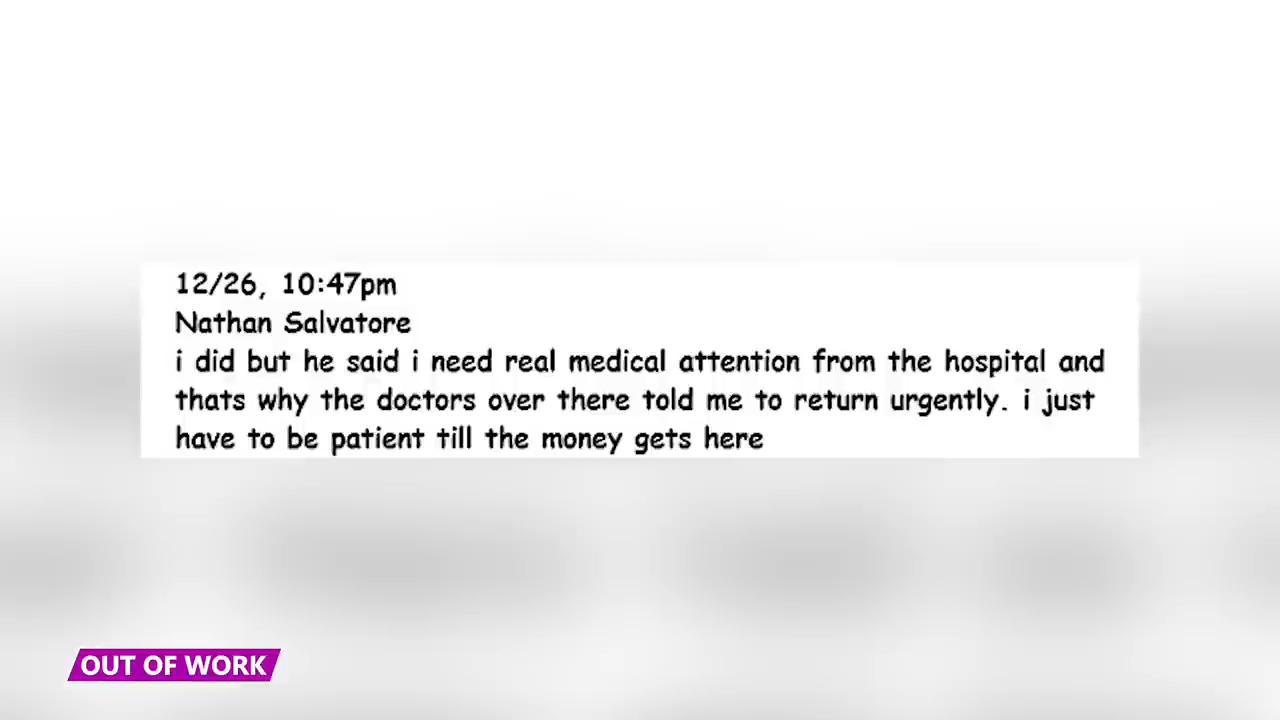 12/26, 10:47pm
Nathan Salvatore
i did but he said i need real medical attention from the hospital and
thats why the doctors over there told me to return urgently. i just
have to be patient till the money gets here
OUT OF WORK